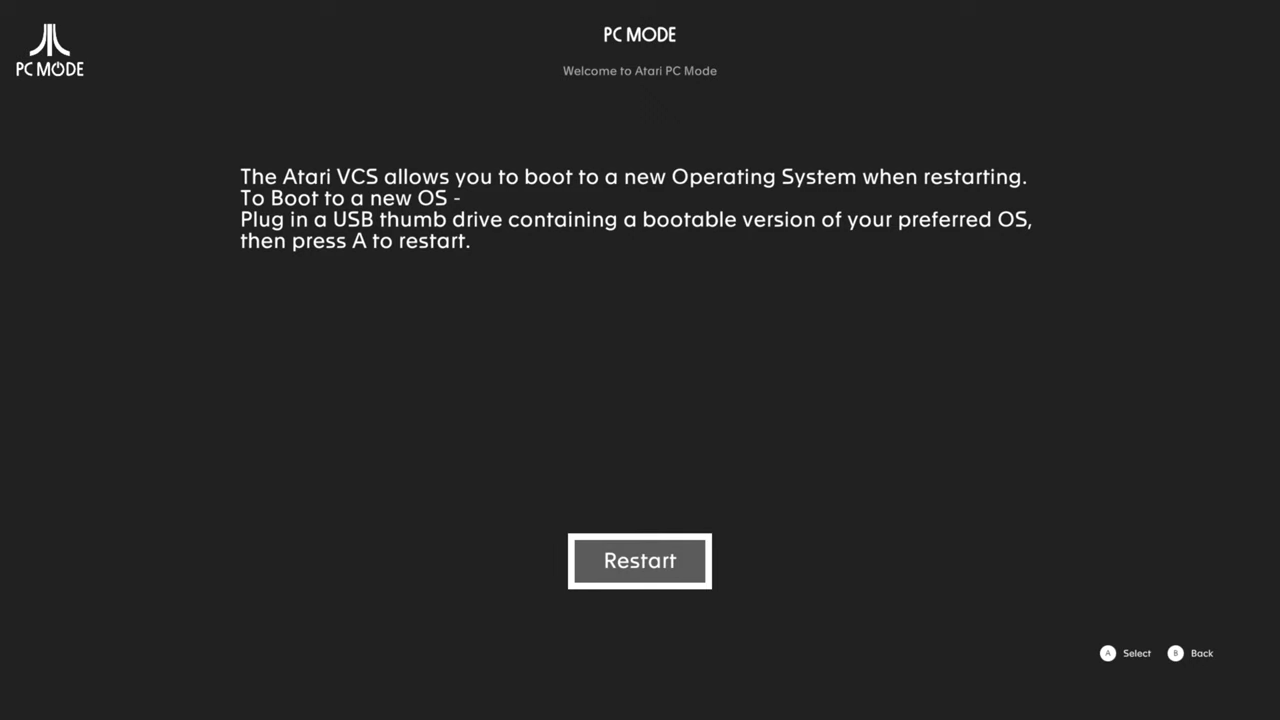 PC MODE
PC MODE
Welcome to Atari PC Mode
The Atari VCS allows you to boot to a new Operating System when restarting.
To Boot to a new OS -
Plug in a USB thumb drive containing a bootable version of your preferred OS,
then press A to restart.
Restart
A Select B Back